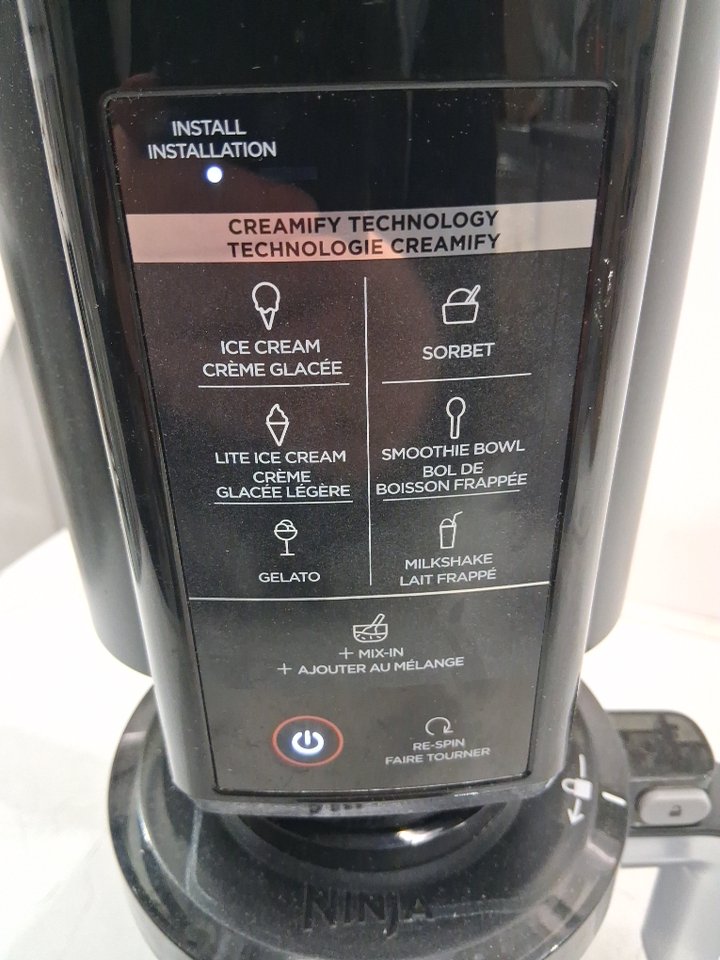 INSTALL
INSTALLATION
CREAMIFY TECHNOLOGY
TECHNOLOGIE CREAMIFY
ICE CREAM
CRÈME GLACÉE
SORBET
LITE ICE CREAM
CRÈME
GLACÉE LÉGÈRE
SMOOTHIE BOWL
BOL DE
BOISSON FRAPPÉE
GELATO
MILKSHAKE
LAIT FRAPPÉ
+ MIX-IN
+ AJOUTER AU MÉLANGE
RE-SPIN
FAIRE TOURNER
NINJA